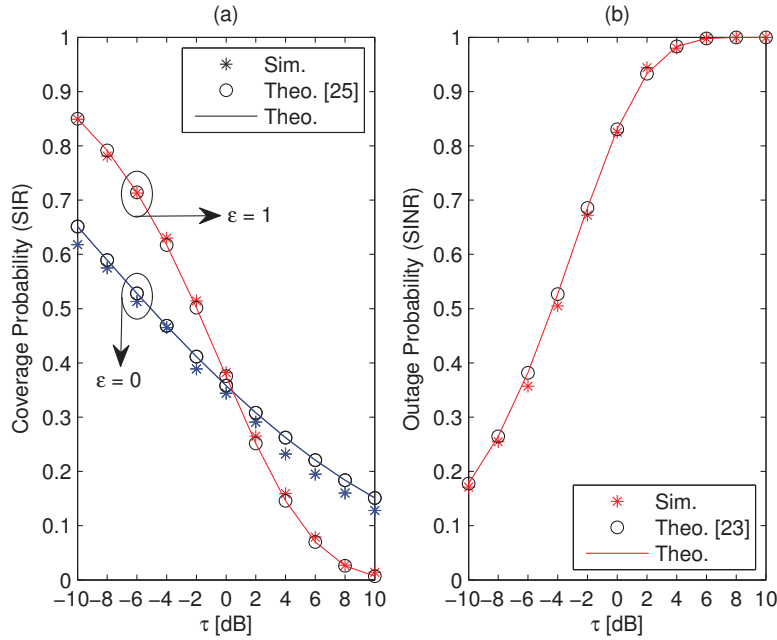 (a)
Coverage Probability (SIR)
1
0.9
0.8
0.7
0.6
0.5
0.4
0.3
0.2
0.1
0
Sim.
Theo. [25]
Theo.
ε = 1
ε = 0
−10 −8 −6 −4 −2 0 2 4 6 8 10
τ [dB]
(b)
Outage Probability (SINR)
1
0.9
0.8
0.7
0.6
0.5
0.4
0.3
0.2
0.1
0
Sim.
Theo. [23]
Theo.
−10 −8 −6 −4 −2 0 2 4 6 8 10
τ [dB]